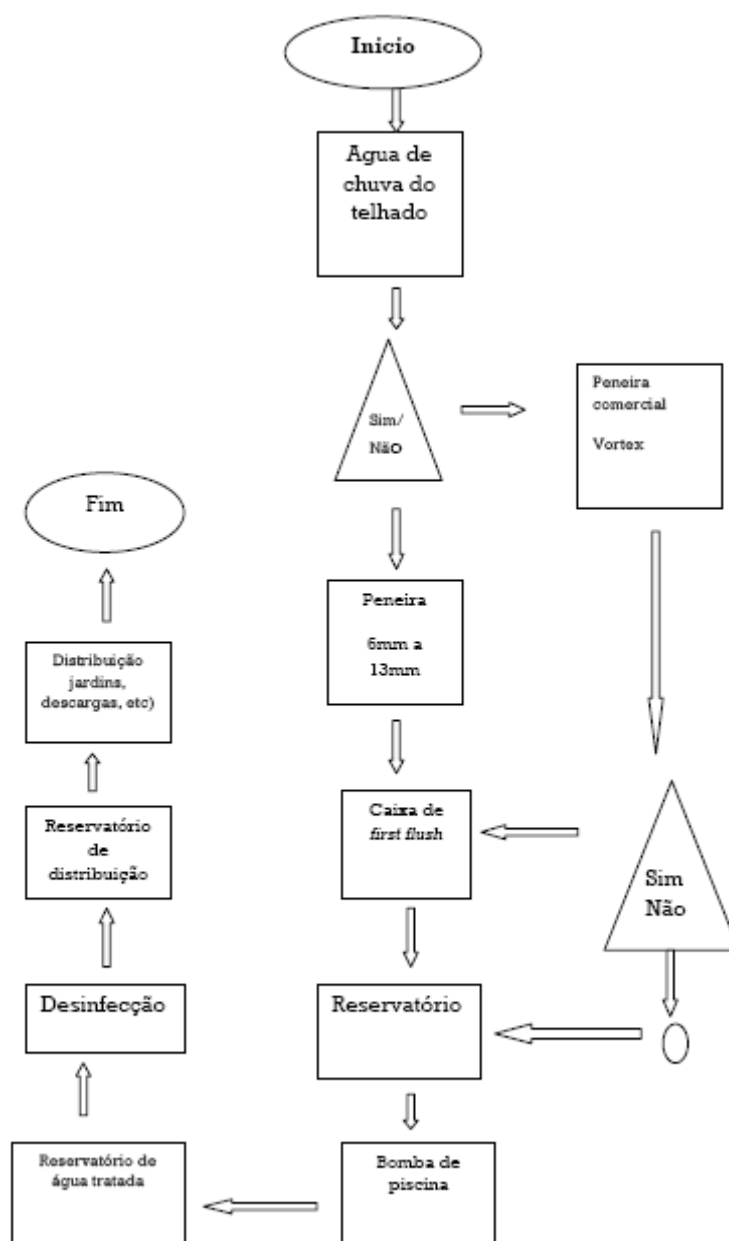 Inicio
Agua de
chuva do
telhado
Sim/
Não
Peneira
comercial
Vortex
Peneira
6mm a
13mm
Caixa de
first flush
Sim
Não
Reservatório
Bomba de
piscina
Reservatório de
água tratada
Desinfecção
Reservatório
de
distribuição
Distribuição
jardins,
descargas, etc)
Fim